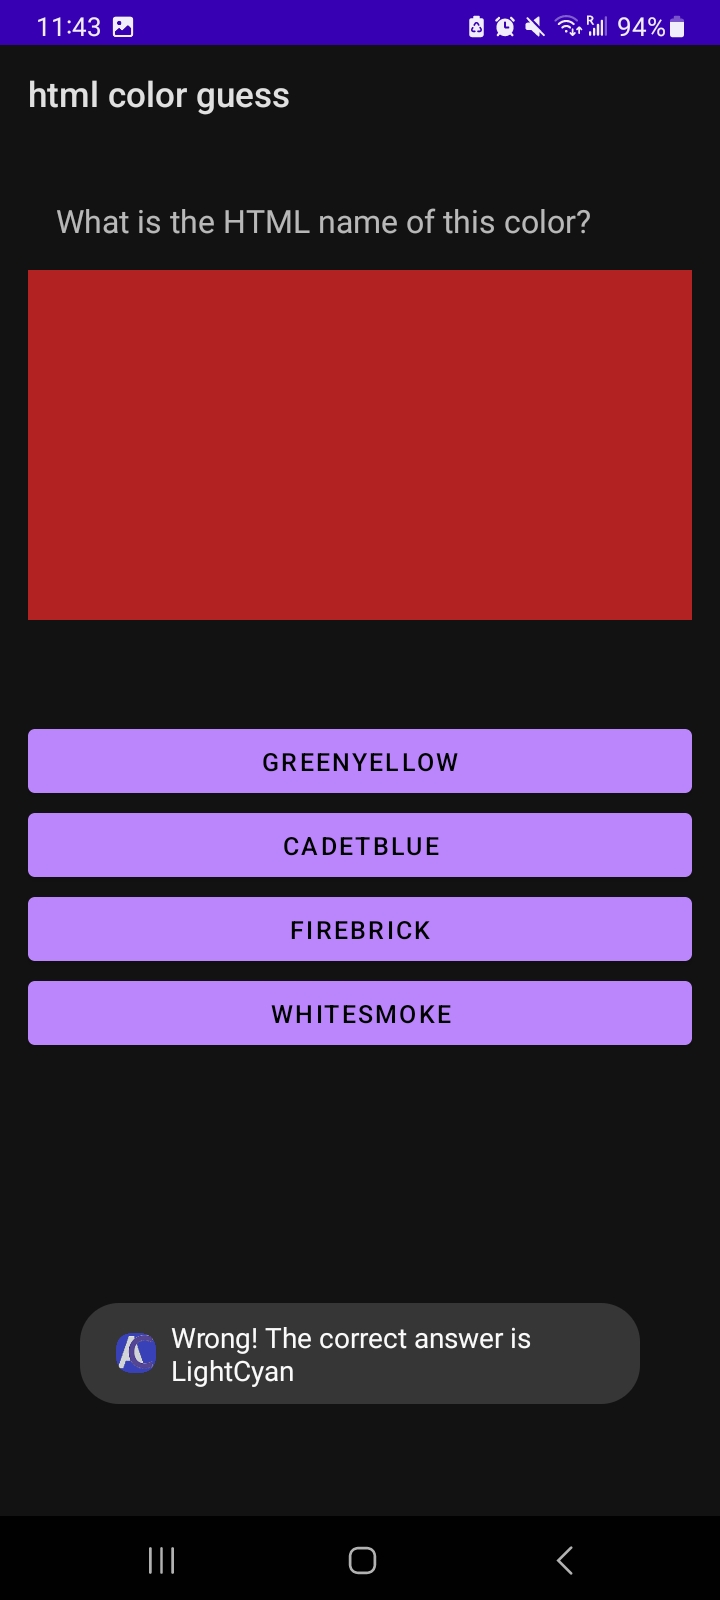 11:43 R 94%
html color guess
What is the HTML name of this color?
GREENYELLOW
CADETBLUE
FIREBRICK
WHITESMOKE
Wrong! The correct answer is
LightCyan